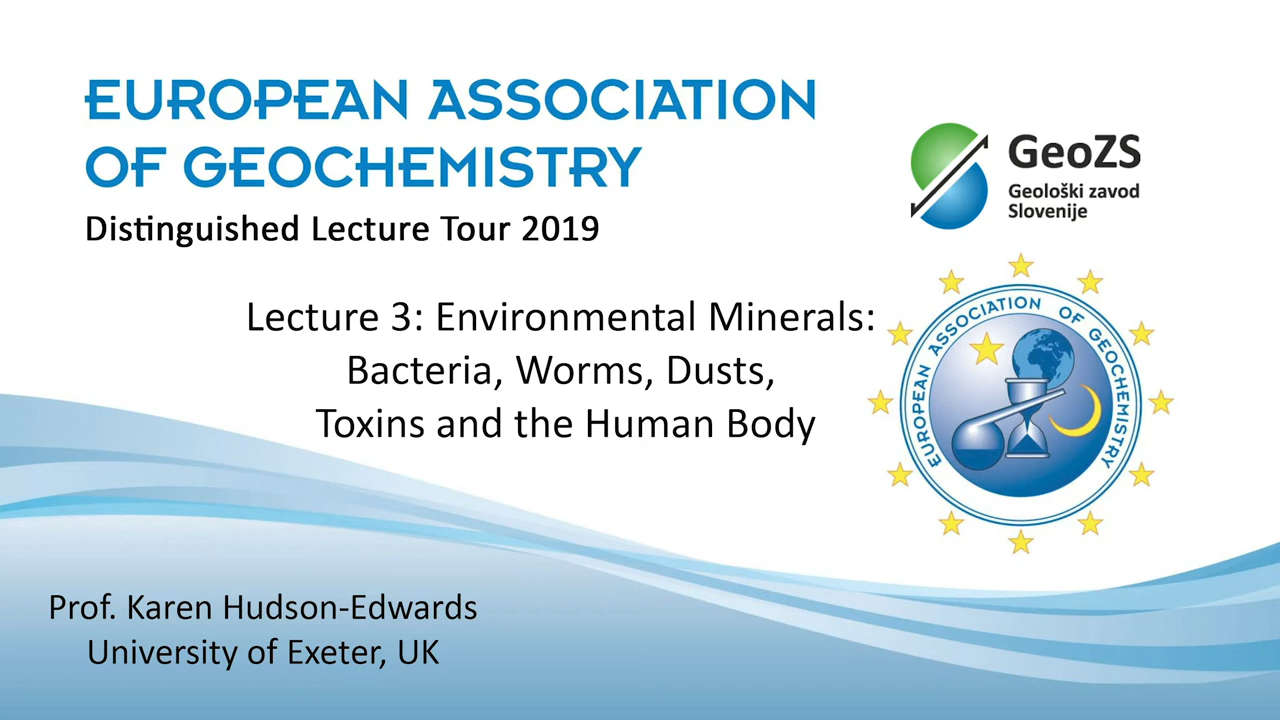 EUROPEAN ASSOCIATION
OF GEOCHEMISTRY
Distinguished Lecture Tour 2019
GeoZS
Geološki zavod
Slovenije
Lecture 3: Environmental Minerals:
Bacteria, Worms, Dusts,
Toxins and the Human Body
EUROPEAN ASSOCIATION OF GEOCHEMISTRY
Prof. Karen Hudson-Edwards
University of Exeter, UK